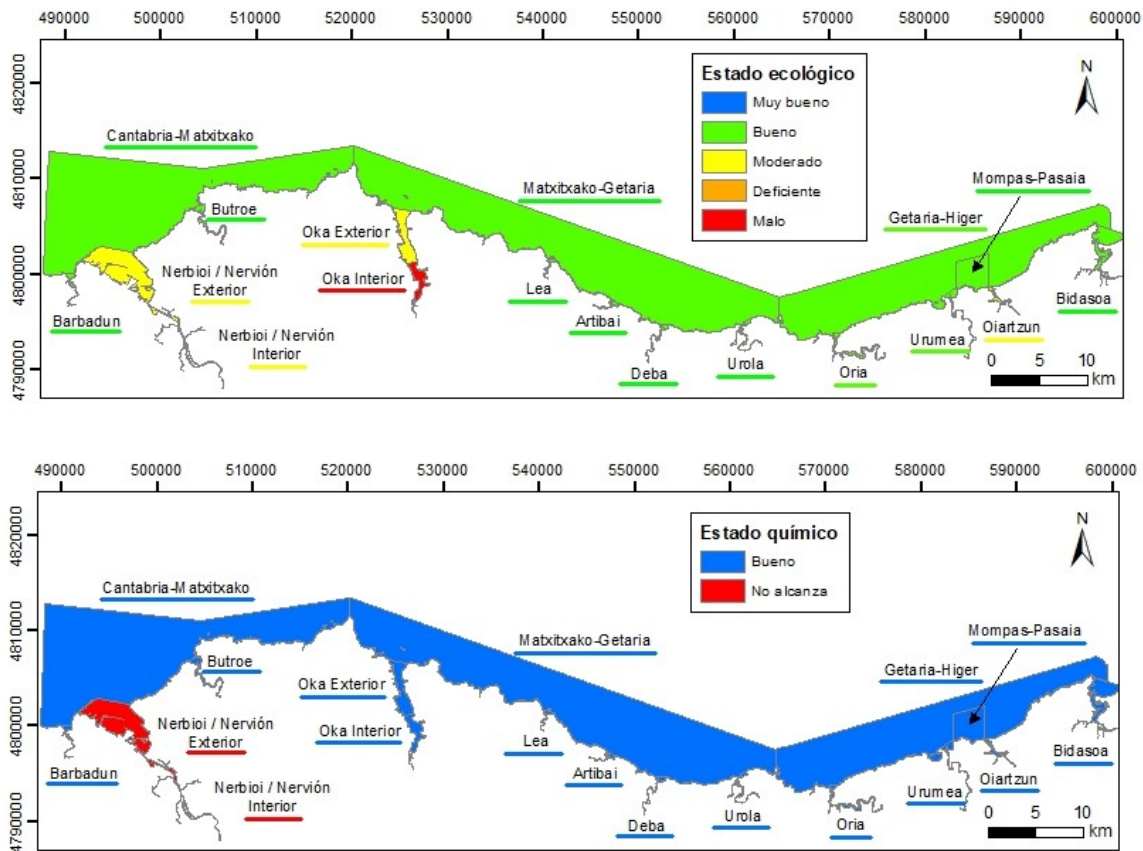 490000 500000 510000 520000 530000 540000 550000 560000 570000 580000 590000 600000
4820000
4810000
4800000
4790000
Estado ecológico
Muy bueno
Bueno
Moderado
Deficiente
Malo
N
Cantabria-Matxitxako
Butroe
Oka Exterior
Oka Interior
Nerbioi / Nervión
Exterior
Barbadun
Nerbioi / Nervión
Interior
Matxitxako-Getaria
Lea
Artibai
Deba
Urola
Oria
Mompas-Pasaia
Getaria-Higer
Urumea
Oiartzun
Bidasoa
0 5 10
km
490000 500000 510000 520000 530000 540000 550000 560000 570000 580000 590000 600000
4820000
4810000
4800000
4790000
Estado químico
Bueno
No alcanza
N
Cantabria-Matxitxako
Butroe
Oka Exterior
Oka Interior
Nerbioi / Nervión
Exterior
Barbadun
Nerbioi / Nervión
Interior
Matxitxako-Getaria
Lea
Artibai
Deba
Urola
Oria
Mompas-Pasaia
Getaria-Higer
Urumea
Oiartzun
Bidasoa
0 5 10
km